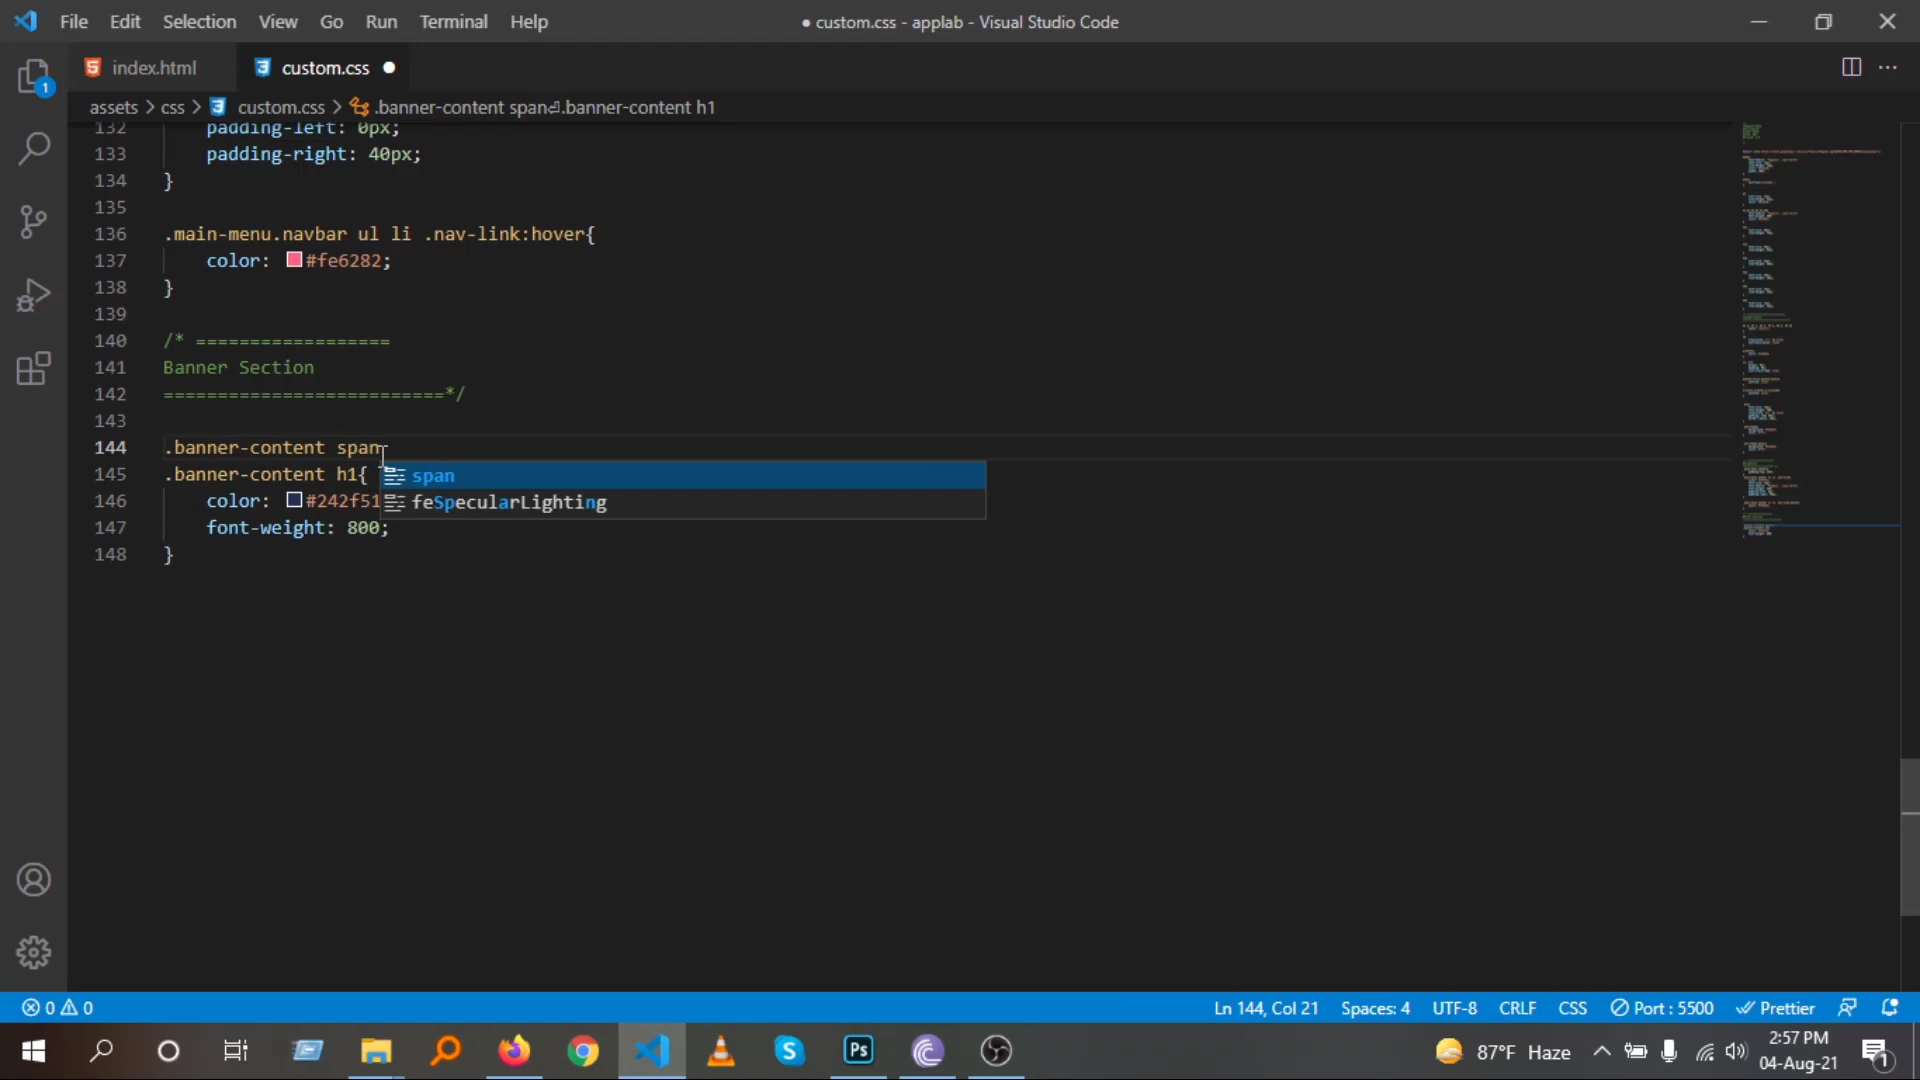 File Edit Selection View Go Run Terminal Help
● custom.css - applab - Visual Studio Code
index.html custom.css ●
assets > css > custom.css > .banner-content span⏎.banner-content h1
132 padding-left: 0px;
133 padding-right: 40px;
134 }
135
136 .main-menu.navbar ul li .nav-link:hover{
137 color: #fe6282;
138 }
139
140 /* ==================
141 Banner Section
142 ==========================*/
143
144 .banner-content span
145 .banner-content h1{
span
146 color: #242f51
feSpecularLighting
147 font-weight: 800;
148 }
1
0 0
Ln 144, Col 21 Spaces: 4 UTF-8 CRLF CSS Port : 5500 Prettier
Ps
87°F Haze
2:57 PM
04-Aug-21
1